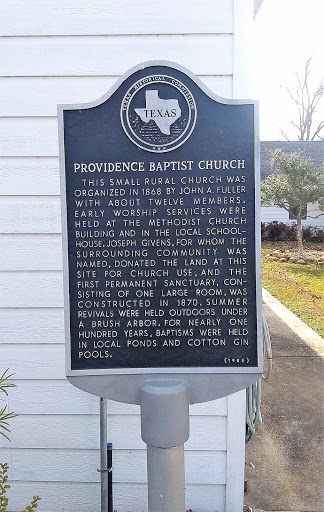 TEXAS HISTORICAL COMMISSION
TEXAS
PROVIDENCE BAPTIST CHURCH
THIS SMALL RURAL CHURCH WAS
ORGANIZED IN 1868 BY JOHN A. FULLER
WITH ABOUT TWELVE MEMBERS.
EARLY WORSHIP SERVICES WERE
HELD AT THE METHODIST CHURCH
BUILDING AND IN THE LOCAL SCHOOL-
HOUSE. JOSEPH GIVENS, FOR WHOM THE
SURROUNDING COMMUNITY WAS
NAMED, DONATED THE LAND AT THIS
SITE FOR CHURCH USE, AND THE
FIRST PERMANENT SANCTUARY, CON-
SISTING OF ONE LARGE ROOM, WAS
CONSTRUCTED IN 1870. SUMMER
REVIVALS WERE HELD OUTDOORS UNDER
A BRUSH ARBOR. FOR NEARLY ONE
HUNDRED YEARS, BAPTISMS WERE HELD
IN LOCAL PONDS AND COTTON GIN
POOLS.